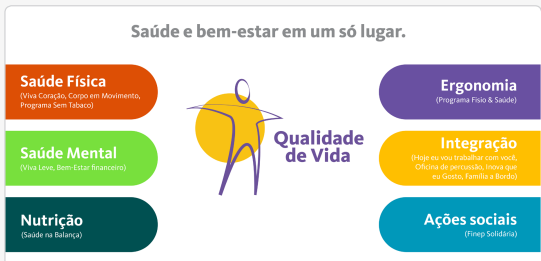 Saúde e bem-estar em um só lugar.
Saúde Física
(Viva Coração, Corpo em Movimento,
Programa Sem Tabaco)
Saúde Mental
(Viva Leve, Bem-Estar financeiro)
Nutrição
(Saúde na Balança)
Qualidade
de Vida
Ergonomia
(Programa Fisio & Saúde)
Integração
(Hoje eu vou trabalhar com você,
Oficina de percussão, Inova que
eu Gosto, Família a Bordo)
Ações sociais
(Finep Solidária)